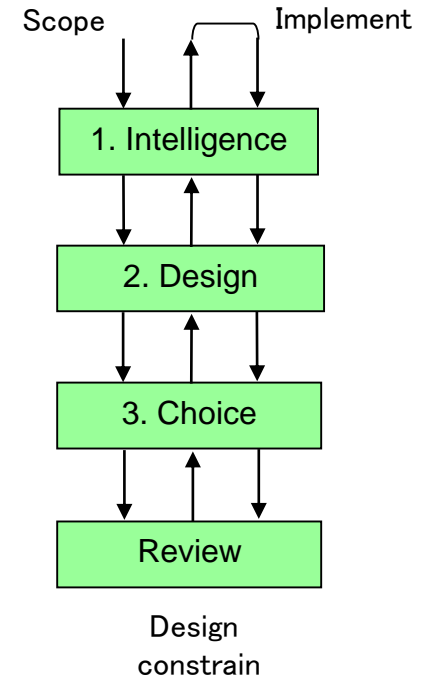 Scope
Implement
1. Intelligence
2. Design
3. Choice
Review
Design
constrain